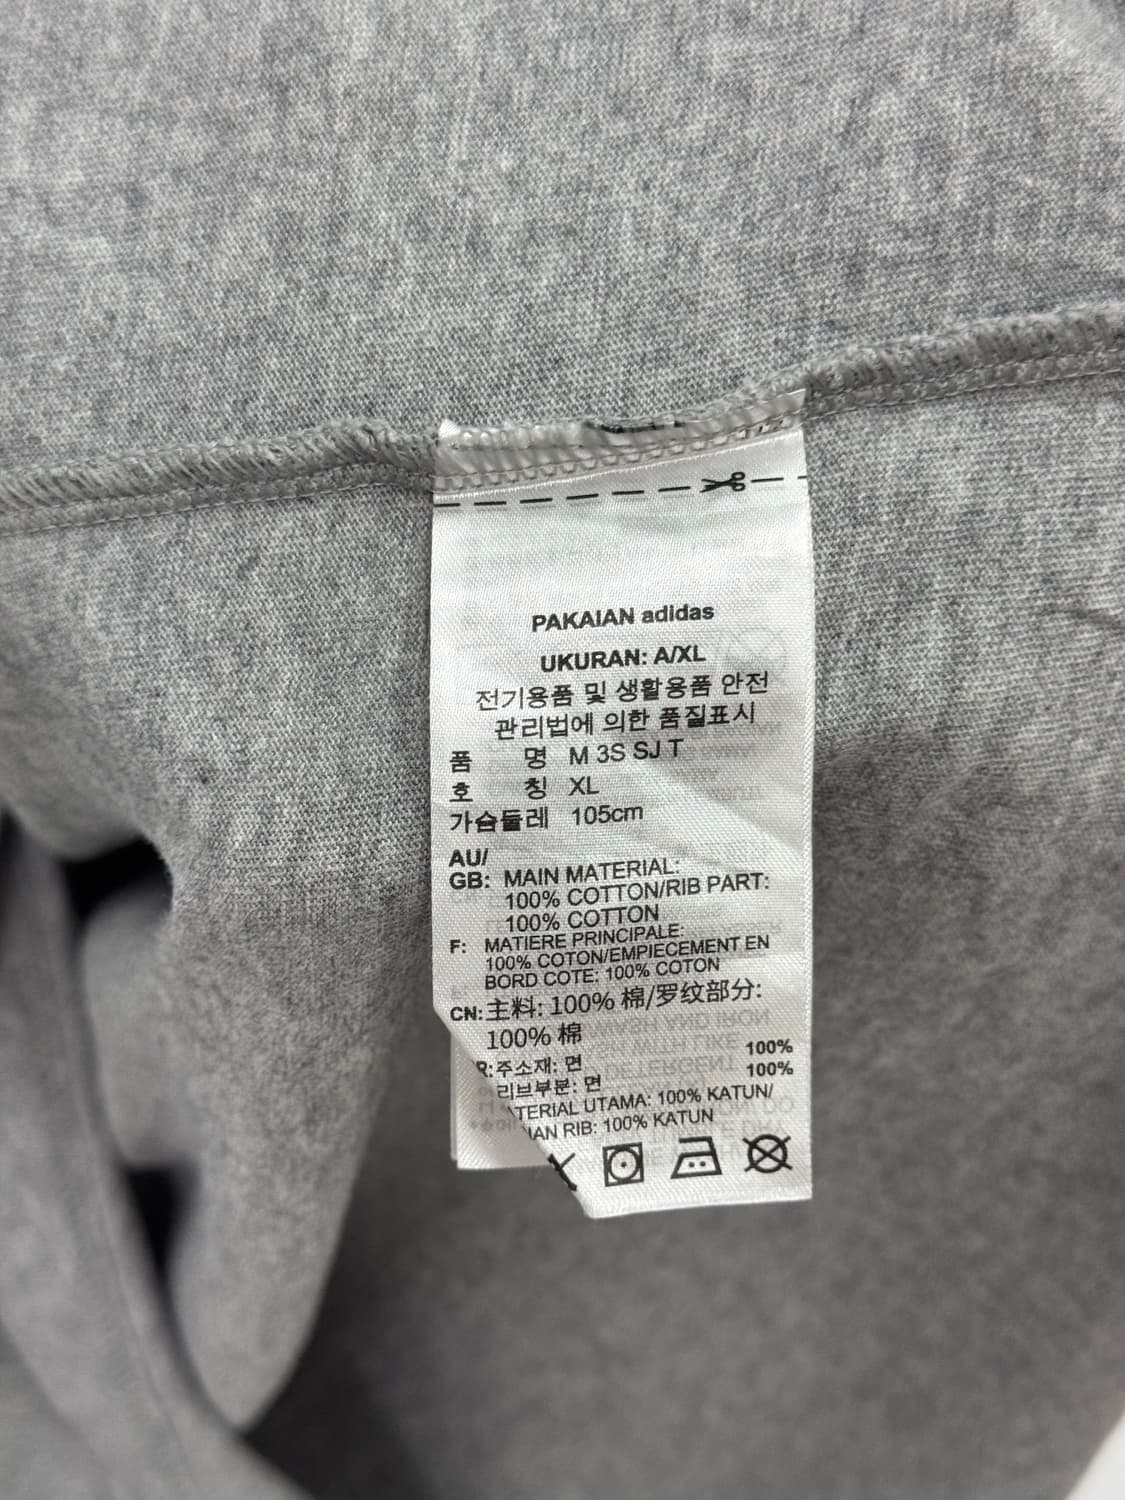 PAKAIAN adidas
UKURAN: A/XL
전기용품 및 생활용품 안전
관리법에 의한 품질표시
품 명 M 3S SJ T
호 칭 XL
가슴둘레 105cm
AU/
GB: MAIN MATERIAL:
100% COTTON/RIB PART:
100% COTTON
F: MATIERE PRINCIPALE:
100% COTON/EMPIECEMENT EN
BORD COTE: 100% COTON
CN: 主料: 100% 棉/罗纹部分:
100% 棉
R: 주소재: 면 100%
리브부분: 면 100%
TERIAL UTAMA: 100% KATUN/
IAN RIB: 100% KATUN